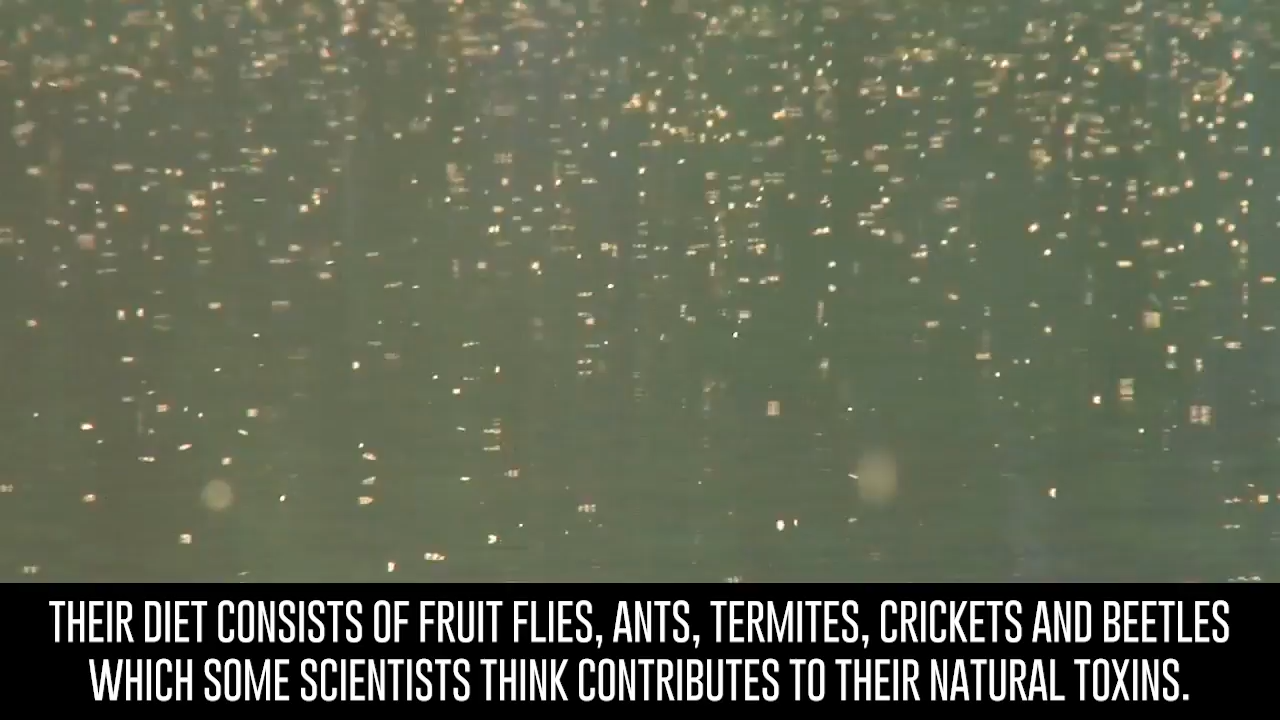 THEIR DIET CONSISTS OF FRUIT FLIES, ANTS, TERMITES, CRICKETS AND BEETLES
WHICH SOME SCIENTISTS THINK CONTRIBUTES TO THEIR NATURAL TOXINS.